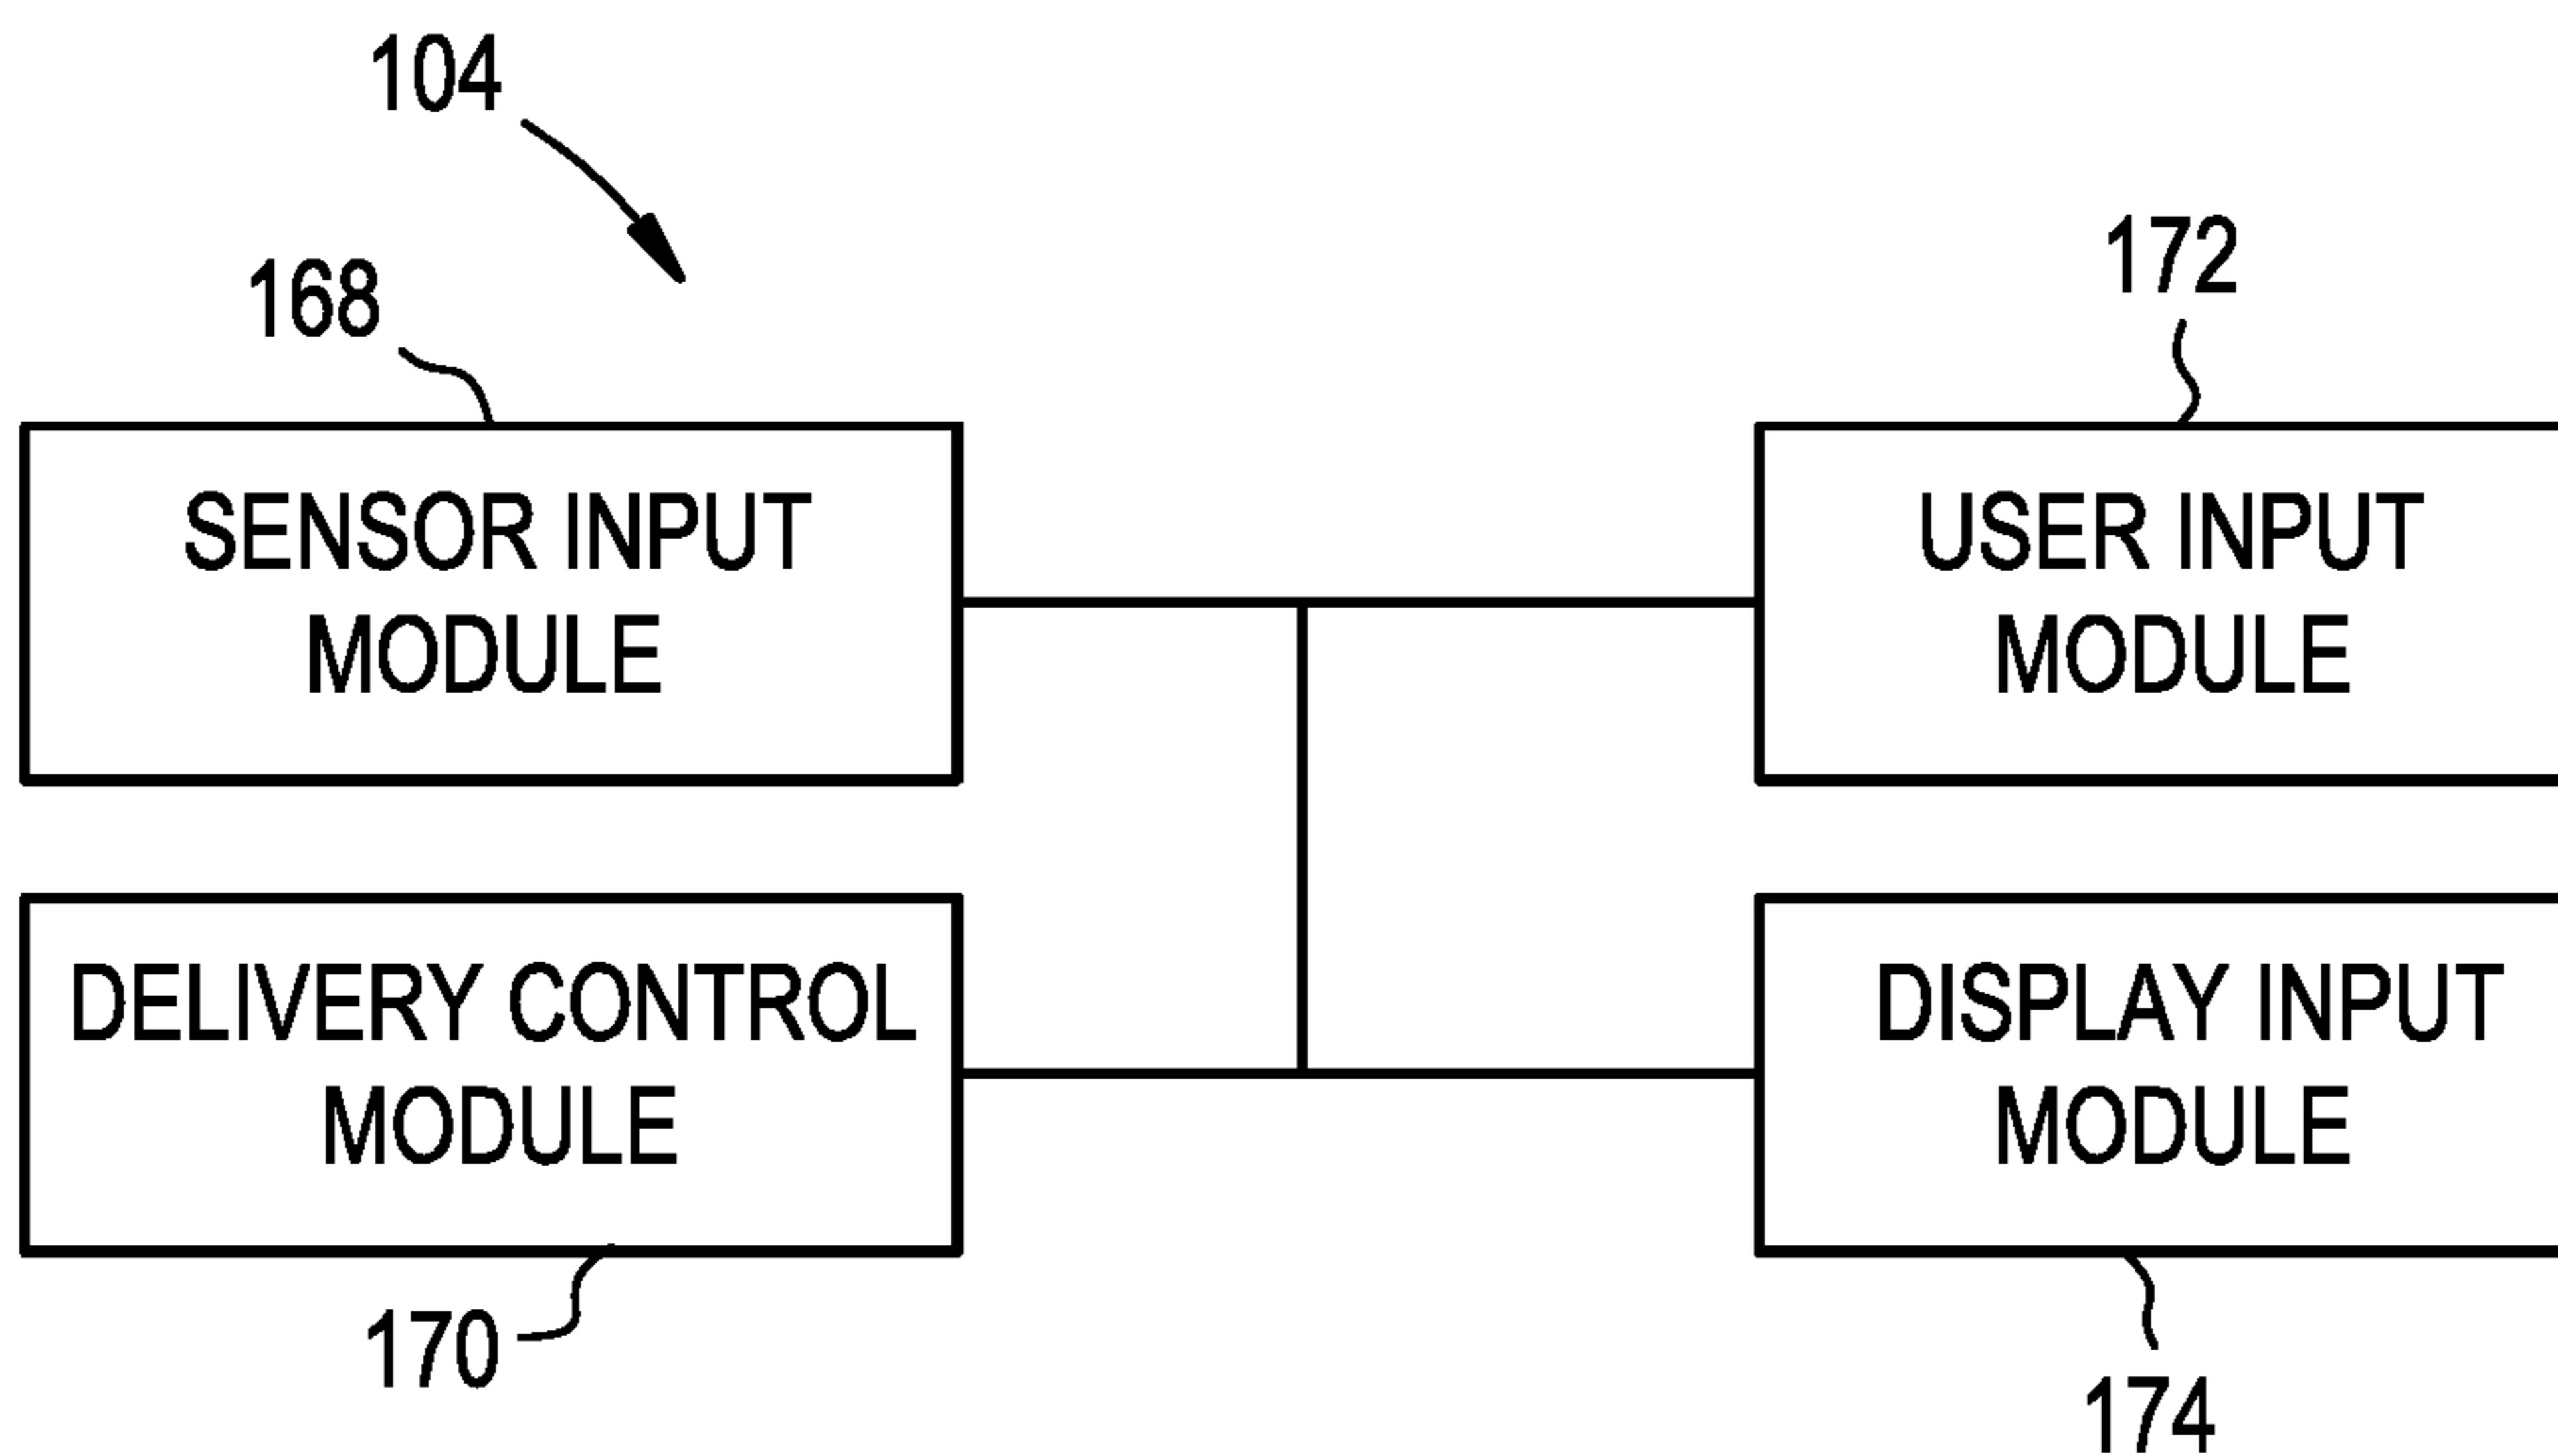 104
168
172
SENSOR INPUT
MODULE
USER INPUT
MODULE
DELIVERY CONTROL
MODULE
DISPLAY INPUT
MODULE
170
174